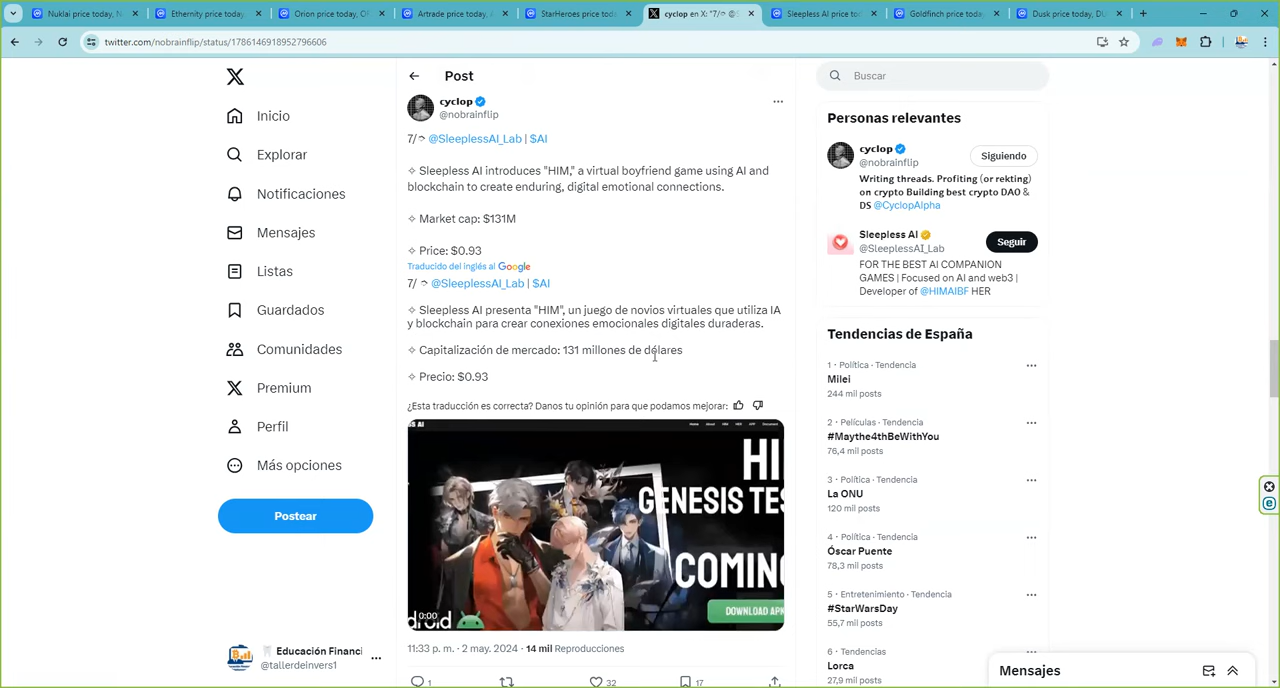 Nuklai price today, N
Ethernity price today,
Orion price today, OR
Artrade price today, 
StarHeroes price tod
cyclop en X: "7/ @S
Sleepless AI price tod
Goldfinch price today,
Dusk price today, DU
twitter.com/nobrainflip/status/1786146918952796606
Inicio
Explorar
Notificaciones
Mensajes
Listas
Guardados
Comunidades
Premium
Perfil
Más opciones
Postear
Educación Financi
@tallerdeinvers1
Post
cyclop
@nobrainflip
7/ @SleeplessAI_Lab | $AI
✧ Sleepless AI introduces "HIM," a virtual boyfriend game using AI and
blockchain to create enduring, digital emotional connections.
✧ Market cap: $131M
✧ Price: $0.93
Traducido del inglés al Google
7/ @SleeplessAI_Lab | $AI
✧ Sleepless AI presenta "HIM", un juego de novios virtuales que utiliza IA
y blockchain para crear conexiones emocionales digitales duraderas.
✧ Capitalización de mercado: 131 millones de dólares
✧ Precio: $0.93
¿Esta traducción es correcta? Danos tu opinión para que podamos mejorar:
SS AI
Home
HI
GENESIS TES
COMING
DOWNLOAD APK
0:00
droid
11:33 p. m. · 2 may. 2024 · 14 mil Reproducciones
1
32
17
Buscar
Personas relevantes
cyclop
@nobrainflip
Siguiendo
Writing threads. Profiting (or rekting)
on crypto Building best crypto DAO &
DS @CyclopAlpha
Sleepless AI
@SleeplessAI_Lab
Seguir
FOR THE BEST AI COMPANION
GAMES | Focused on AI and web3 |
Developer of @HIMAIBF HER
Tendencias de España
1 · Política · Tendencia
Milei
244 mil posts
2 · Películas · Tendencia
#Maythe4thBeWithYou
76,4 mil posts
3 · Política · Tendencia
La ONU
120 mil posts
4 · Política · Tendencia
Óscar Puente
78,3 mil posts
5 · Entretenimiento · Tendencia
#StarWarsDay
55,7 mil posts
6 · Tendencias
Lorca
27,9 mil posts
Mensajes